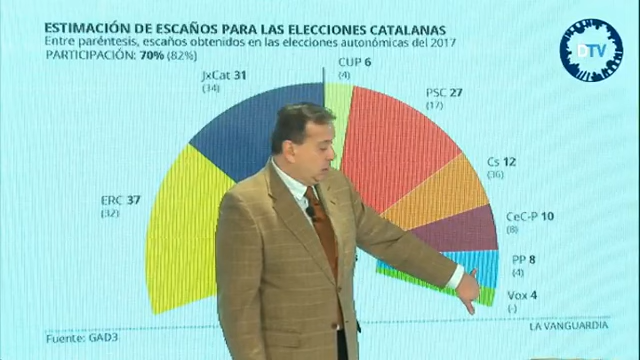 ESTIMACIÓN DE ESCAÑOS PARA LAS ELECCIONES CATALANAS
Entre paréntesis, escaños obtenidos en las elecciones autonómicas del 2017
PARTICIPACIÓN: 70% (82%)
DTV
JxCat 31
(34)
CUP 6
(4)
PSC 27
(17)
Cs 12
(36)
ERC 37
(32)
CeC-P 10
(8)
PP 8
(4)
Vox 4
(-)
Fuente: GAD3
LA VANGUARDIA